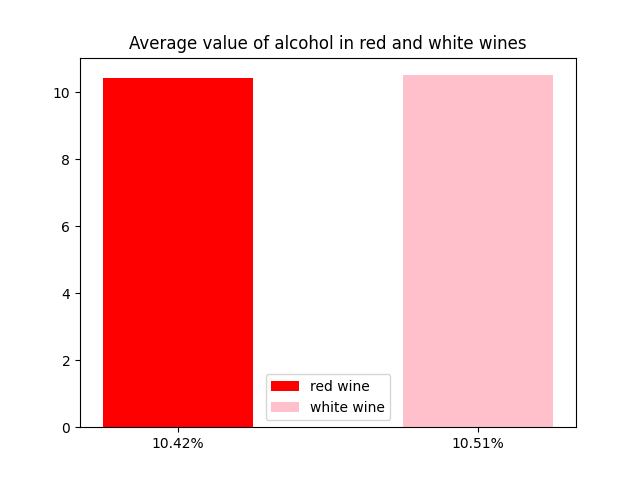 Average value of alcohol in red and white wines
10
8
6
4
2
0
red wine
white wine
10.42%
10.51%